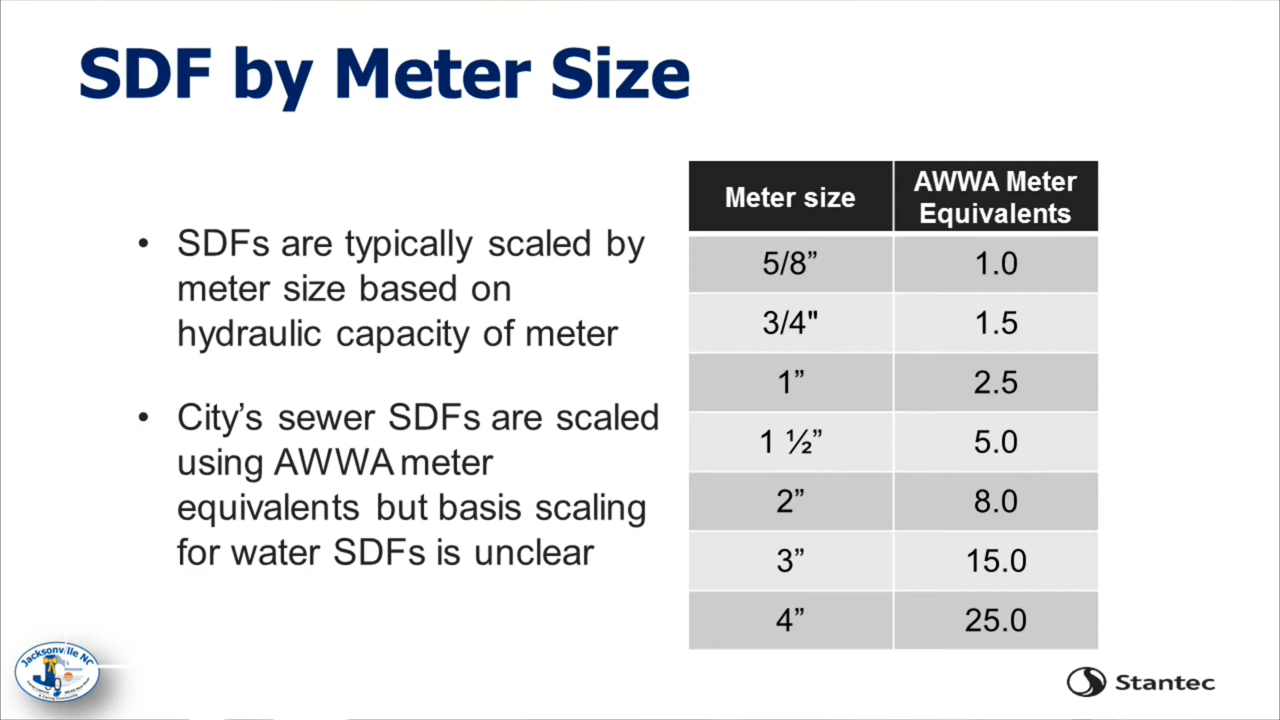 SDF by Meter Size
• SDFs are typically scaled by
meter size based on
hydraulic capacity of meter
• City’s sewer SDFs are scaled
using AWWA meter
equivalents but basis scaling
for water SDFs is unclear
Meter size AWWA Meter Equivalents
5/8” 1.0
3/4" 1.5
1” 2.5
1 ½” 5.0
2” 8.0
3” 15.0
4” 25.0
Jacksonville NC
Stantec